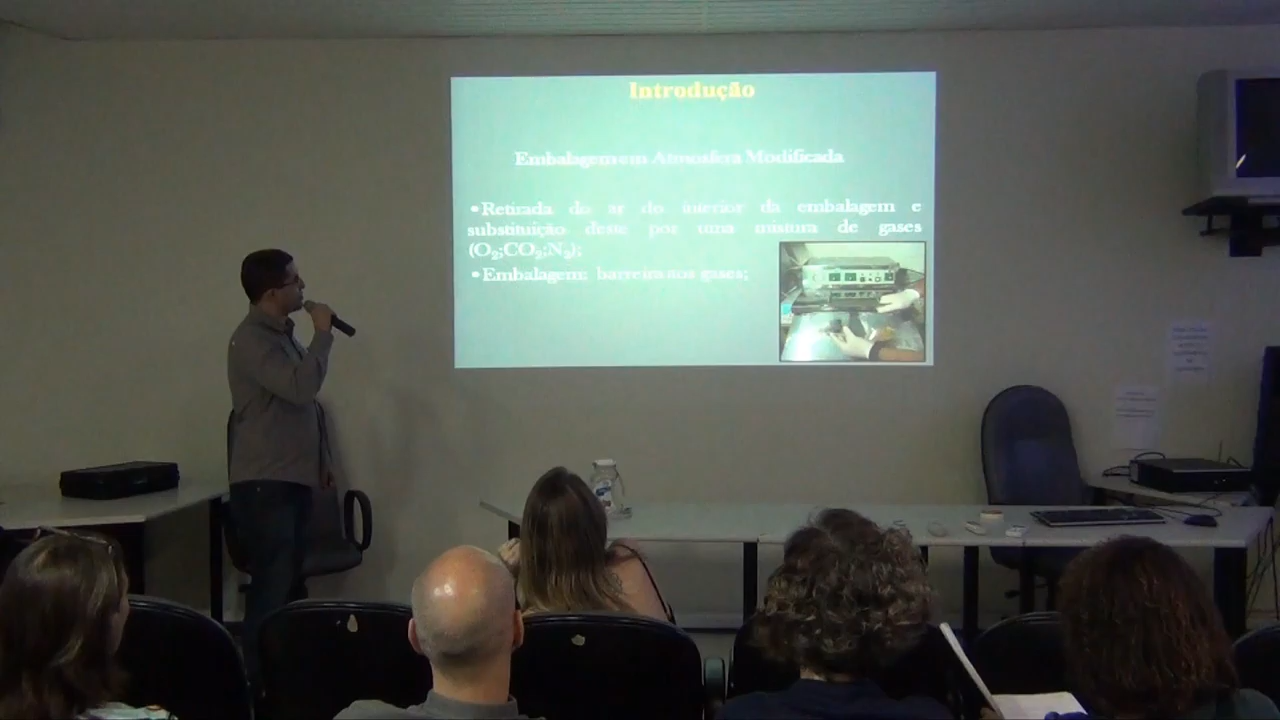 Introdução
Embalagem em Atmosfera Modificada
•Retirada do ar do interior da embalagem e
substituição deste por uma mistura de gases
(O₂;CO₂;N₂);
•Embalagem: barreira aos gases;